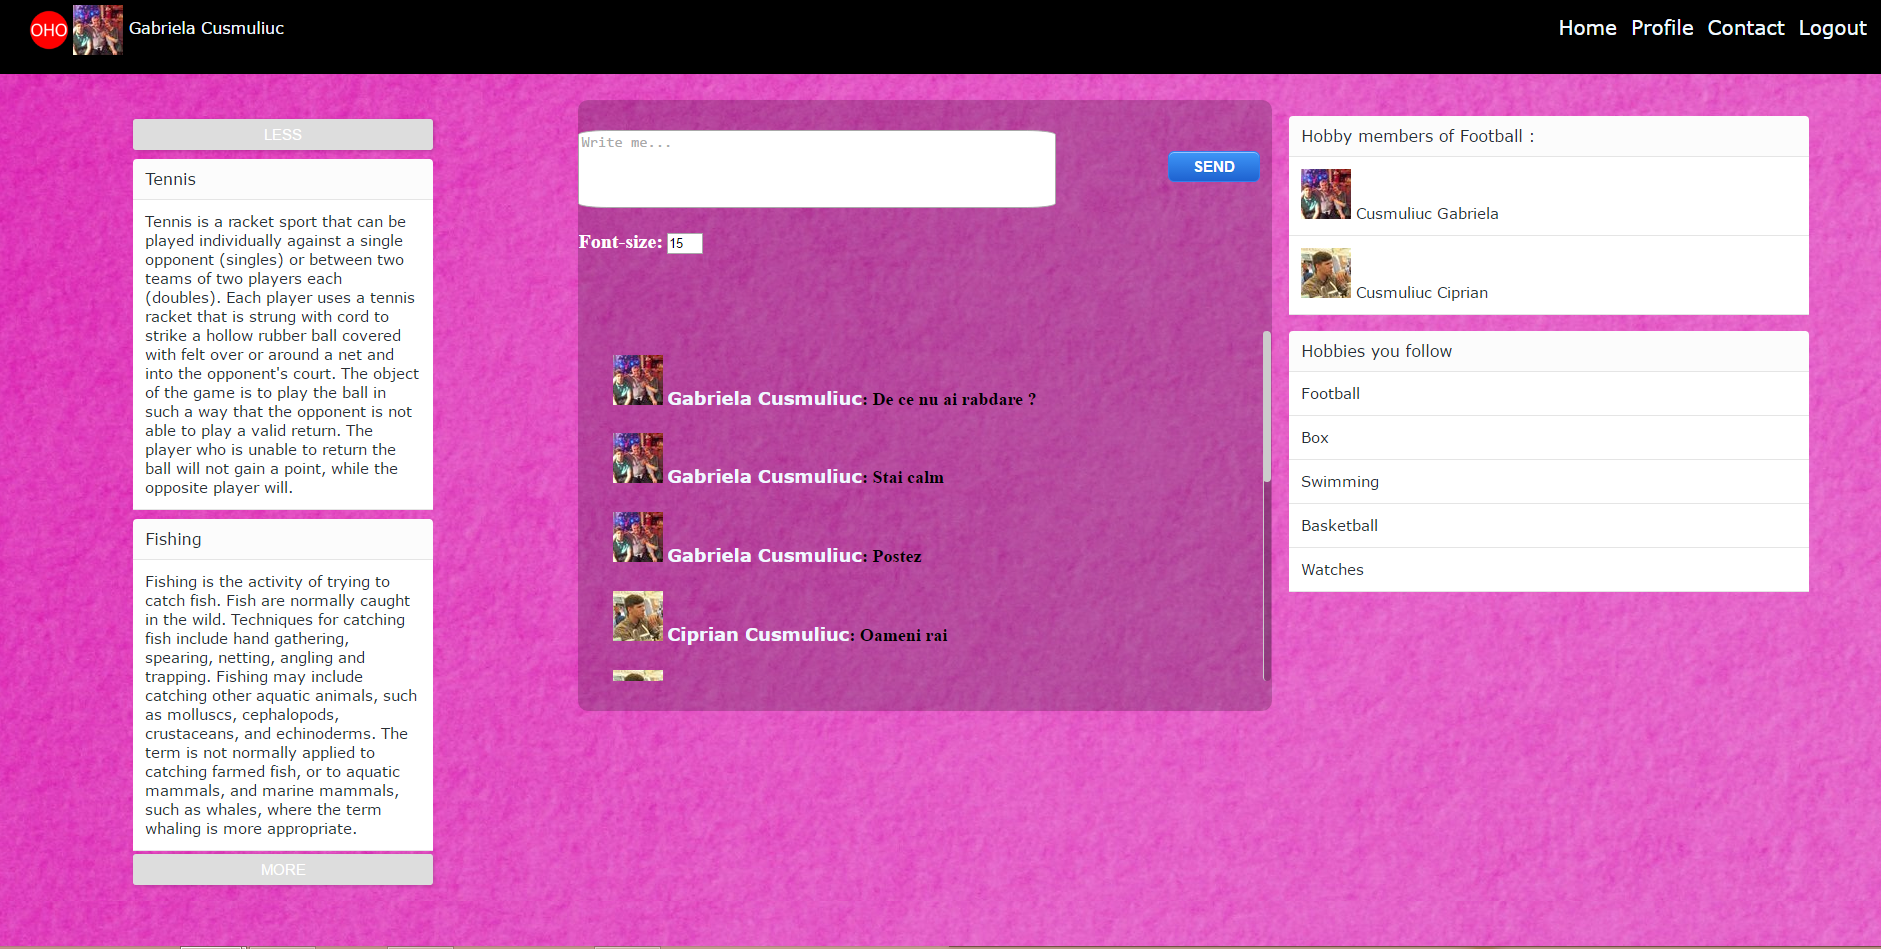 OHO Gabriela Cusmuliuc
Home Profile Contact Logout
LESS
Tennis
Tennis is a racket sport that can be
played individually against a single
opponent (singles) or between two
teams of two players each
(doubles). Each player uses a tennis
racket that is strung with cord to
strike a hollow rubber ball covered
with felt over or around a net and
into the opponent's court. The object
of the game is to play the ball in
such a way that the opponent is not
able to play a valid return. The
player who is unable to return the
ball will not gain a point, while the
opposite player will.
Fishing
Fishing is the activity of trying to
catch fish. Fish are normally caught
in the wild. Techniques for catching
fish include hand gathering,
spearing, netting, angling and
trapping. Fishing may include
catching other aquatic animals, such
as molluscs, cephalopods,
crustaceans, and echinoderms. The
term is not normally applied to
catching farmed fish, or to aquatic
mammals, and marine mammals,
such as whales, where the term
whaling is more appropriate.
MORE
Write me...
SEND
Font-size: 15
Gabriela Cusmuliuc: De ce nu ai rabdare ?
Gabriela Cusmuliuc: Stai calm
Gabriela Cusmuliuc: Postez
Ciprian Cusmuliuc: Oameni rai
Hobby members of Football :
Cusmuliuc Gabriela
Cusmuliuc Ciprian
Hobbies you follow
Football
Box
Swimming
Basketball
Watches